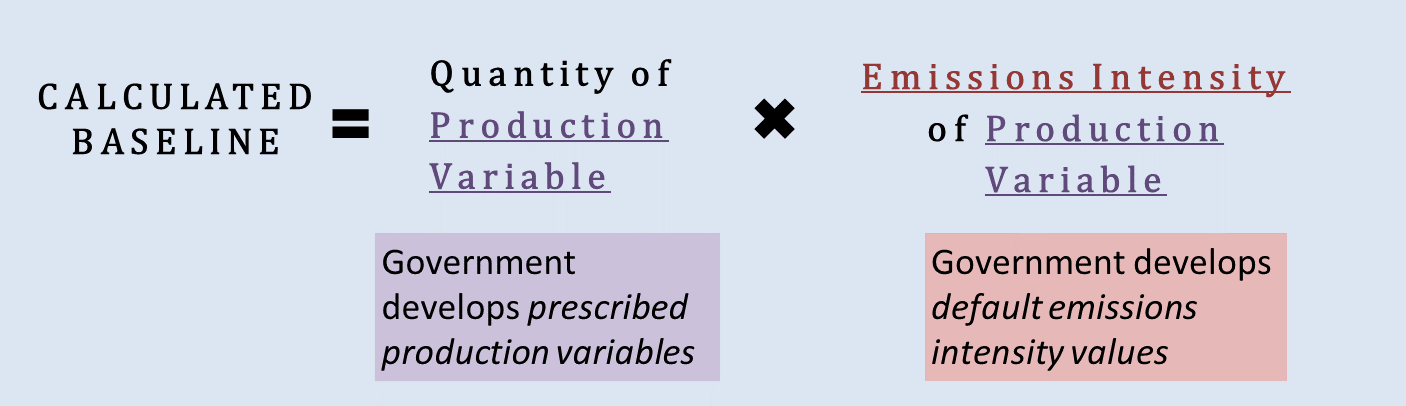 CALCULATED
BASELINE
=
Quantity of
Production
Variable
✖
Emissions Intensity
of Production
Variable
Government
develops prescribed
production variables
Government develops
default emissions
intensity values